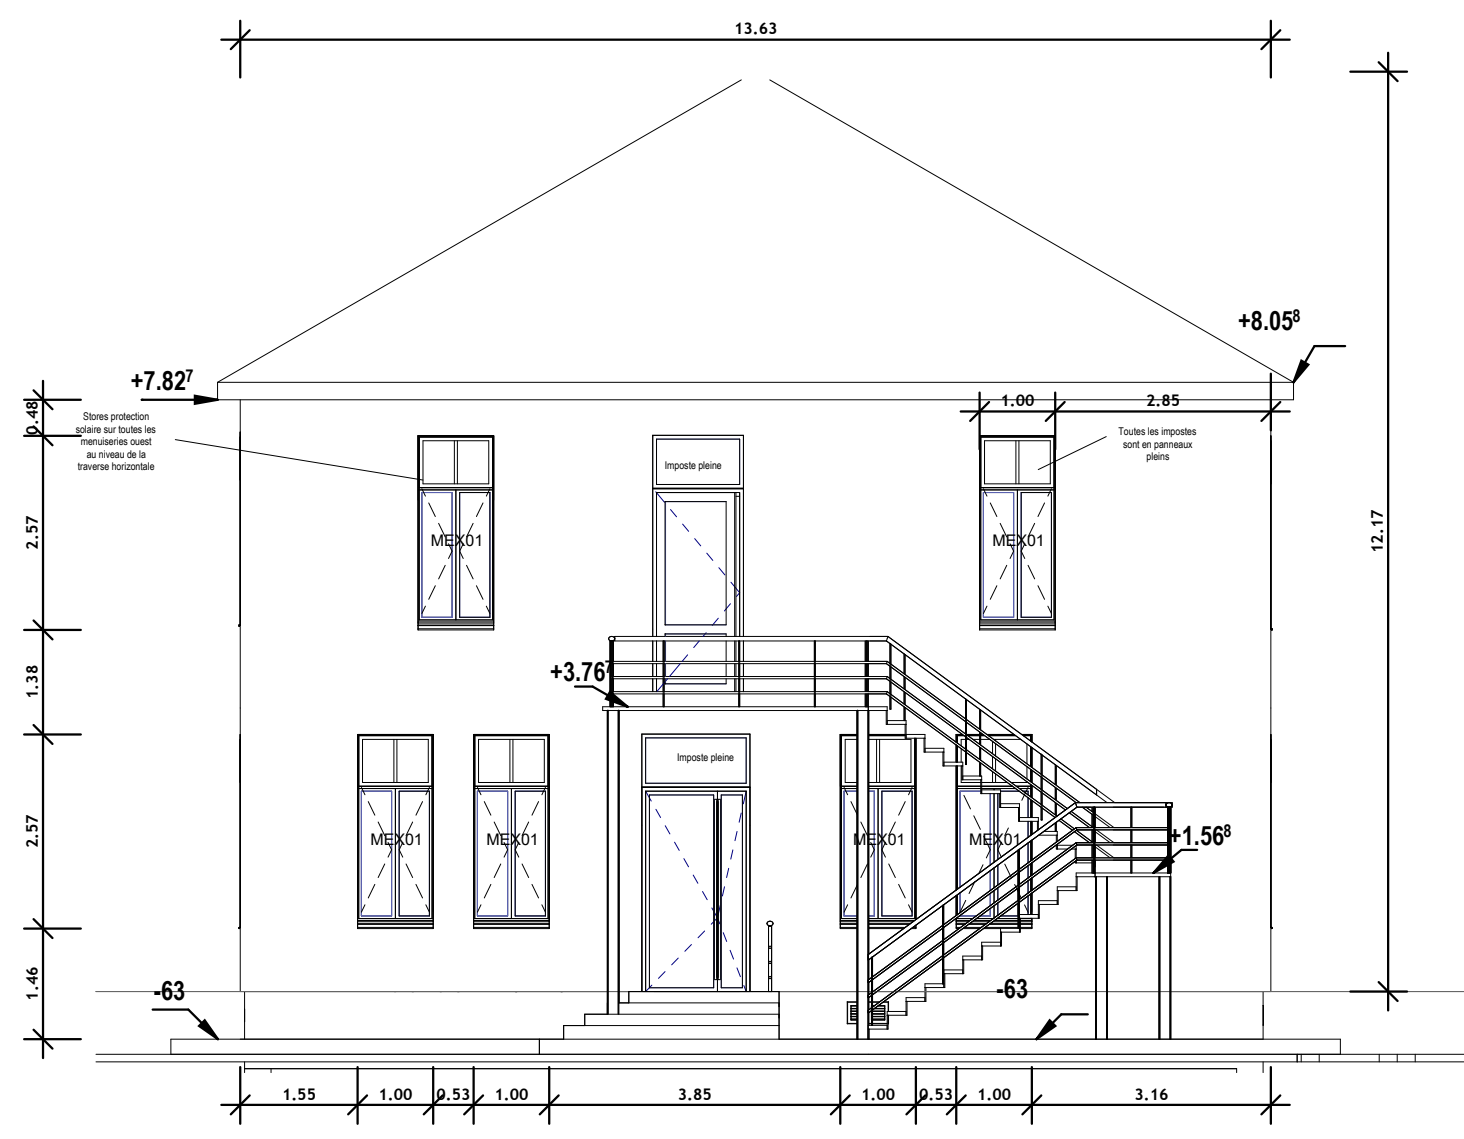 13.63
+8.05⁸
+7.82⁷
0.48
1.00
2.85
Stores protection
solaire sur toutes les
menuiseries ouest
au niveau de la
traverse horizontale
Toutes les impostes
sont en panneaux
pleins
Imposte pleine
2.57
MEX01
MEX01
12.17
+3.76⁷
1.38
Imposte pleine
2.57
MEX01
MEX01
MEX01
MEX01
+1.56⁸
1.46
-63
-63
1.55
1.00
0.53
1.00
3.85
1.00
0.53
1.00
3.16